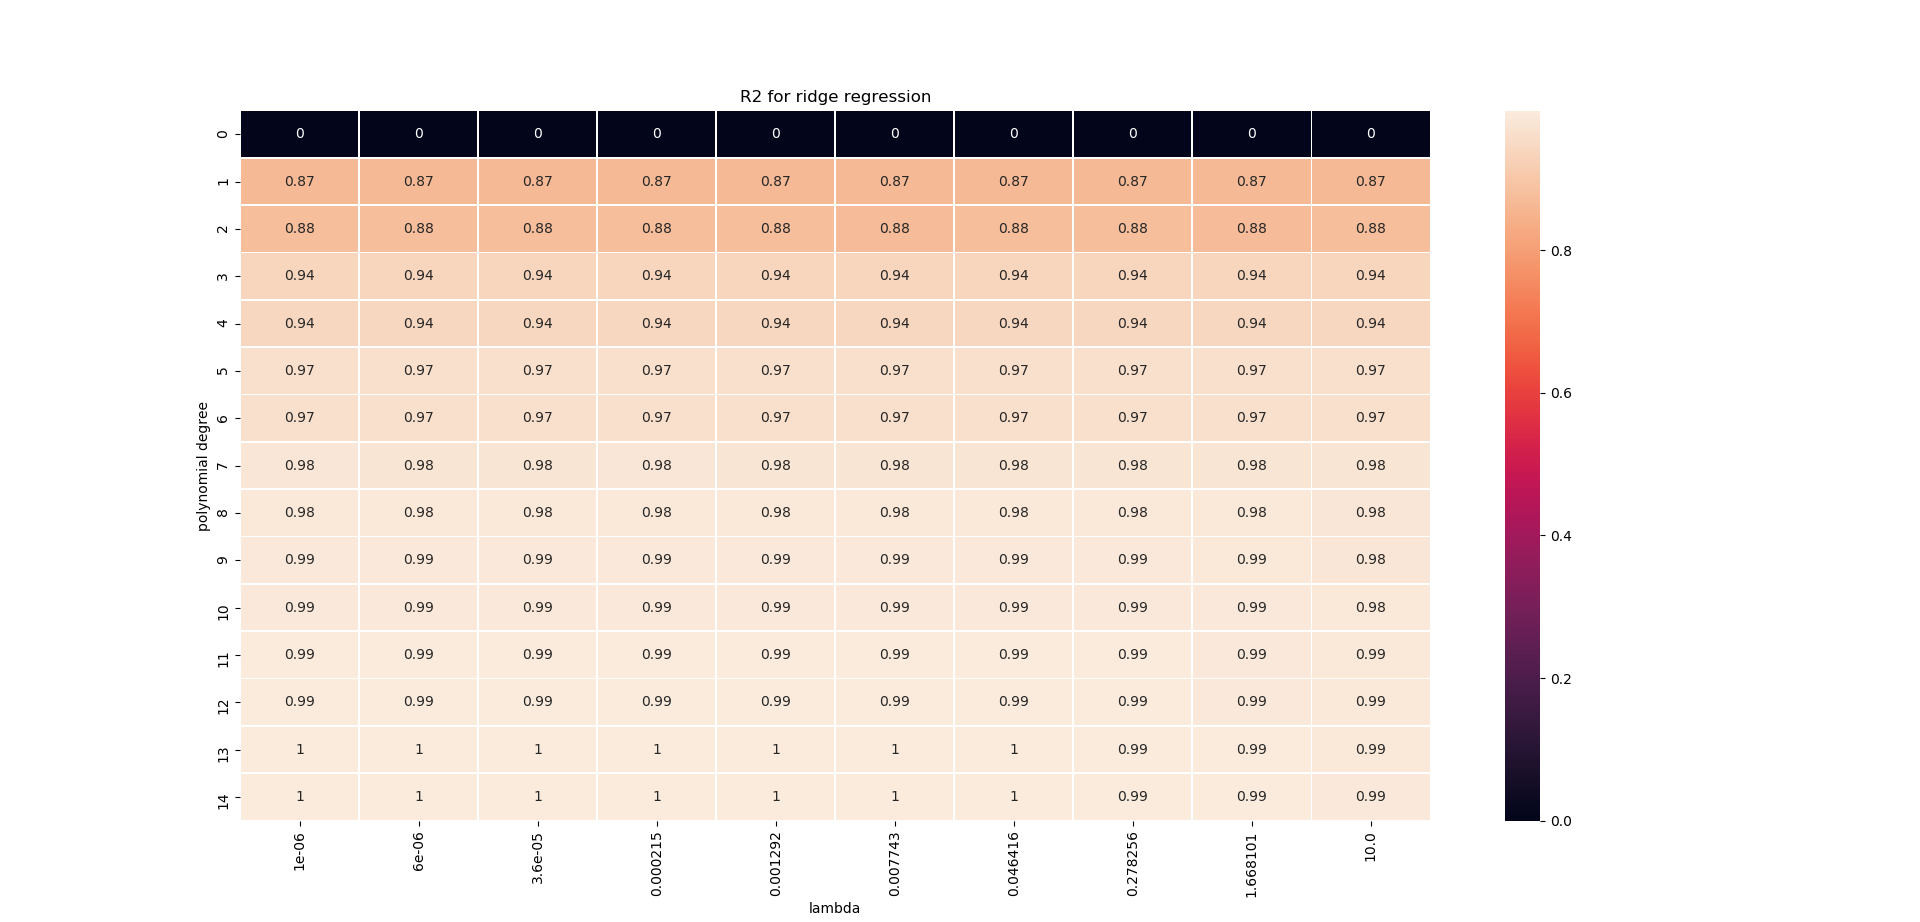 R2 for ridge regression
0 0 0 0 0 0 0 0 0 0 0
1 0.87 0.87 0.87 0.87 0.87 0.87 0.87 0.87 0.87 0.87
2 0.88 0.88 0.88 0.88 0.88 0.88 0.88 0.88 0.88 0.88
3 0.94 0.94 0.94 0.94 0.94 0.94 0.94 0.94 0.94 0.94
4 0.94 0.94 0.94 0.94 0.94 0.94 0.94 0.94 0.94 0.94
5 0.97 0.97 0.97 0.97 0.97 0.97 0.97 0.97 0.97 0.97
6 0.97 0.97 0.97 0.97 0.97 0.97 0.97 0.97 0.97 0.97
7 0.98 0.98 0.98 0.98 0.98 0.98 0.98 0.98 0.98 0.98
8 0.98 0.98 0.98 0.98 0.98 0.98 0.98 0.98 0.98 0.98
9 0.99 0.99 0.99 0.99 0.99 0.99 0.99 0.99 0.99 0.98
10 0.99 0.99 0.99 0.99 0.99 0.99 0.99 0.99 0.99 0.98
11 0.99 0.99 0.99 0.99 0.99 0.99 0.99 0.99 0.99 0.99
12 0.99 0.99 0.99 0.99 0.99 0.99 0.99 0.99 0.99 0.99
13 1 1 1 1 1 1 1 0.99 0.99 0.99
14 1 1 1 1 1 1 1 0.99 0.99 0.99
polynomial degree
1e-06 6e-06 3.6e-05 0.000215 0.001292 0.007743 0.046416 0.278256 1.668101 10.0
lambda
0.8
0.6
0.4
0.2
0.0